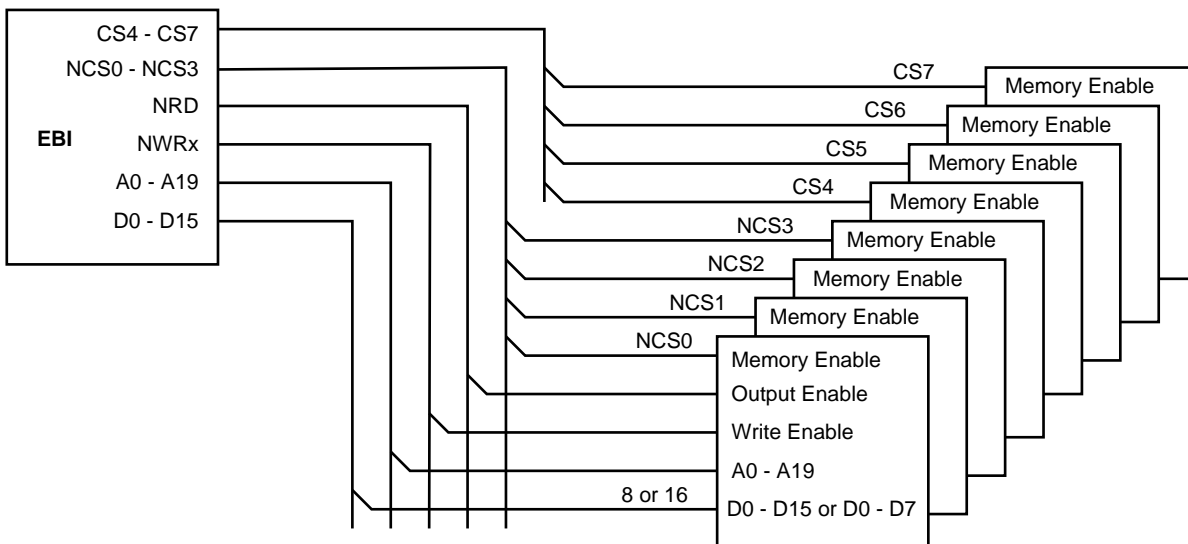 CS4 - CS7
NCS0 - NCS3
NRD
EBI
NWRx
A0 - A19
D0 - D15
CS7
Memory Enable
CS6
Memory Enable
CS5
Memory Enable
CS4
Memory Enable
NCS3
Memory Enable
NCS2
Memory Enable
NCS1
Memory Enable
NCS0
Memory Enable
Output Enable
Write Enable
A0 - A19
8 or 16
D0 - D15 or D0 - D7